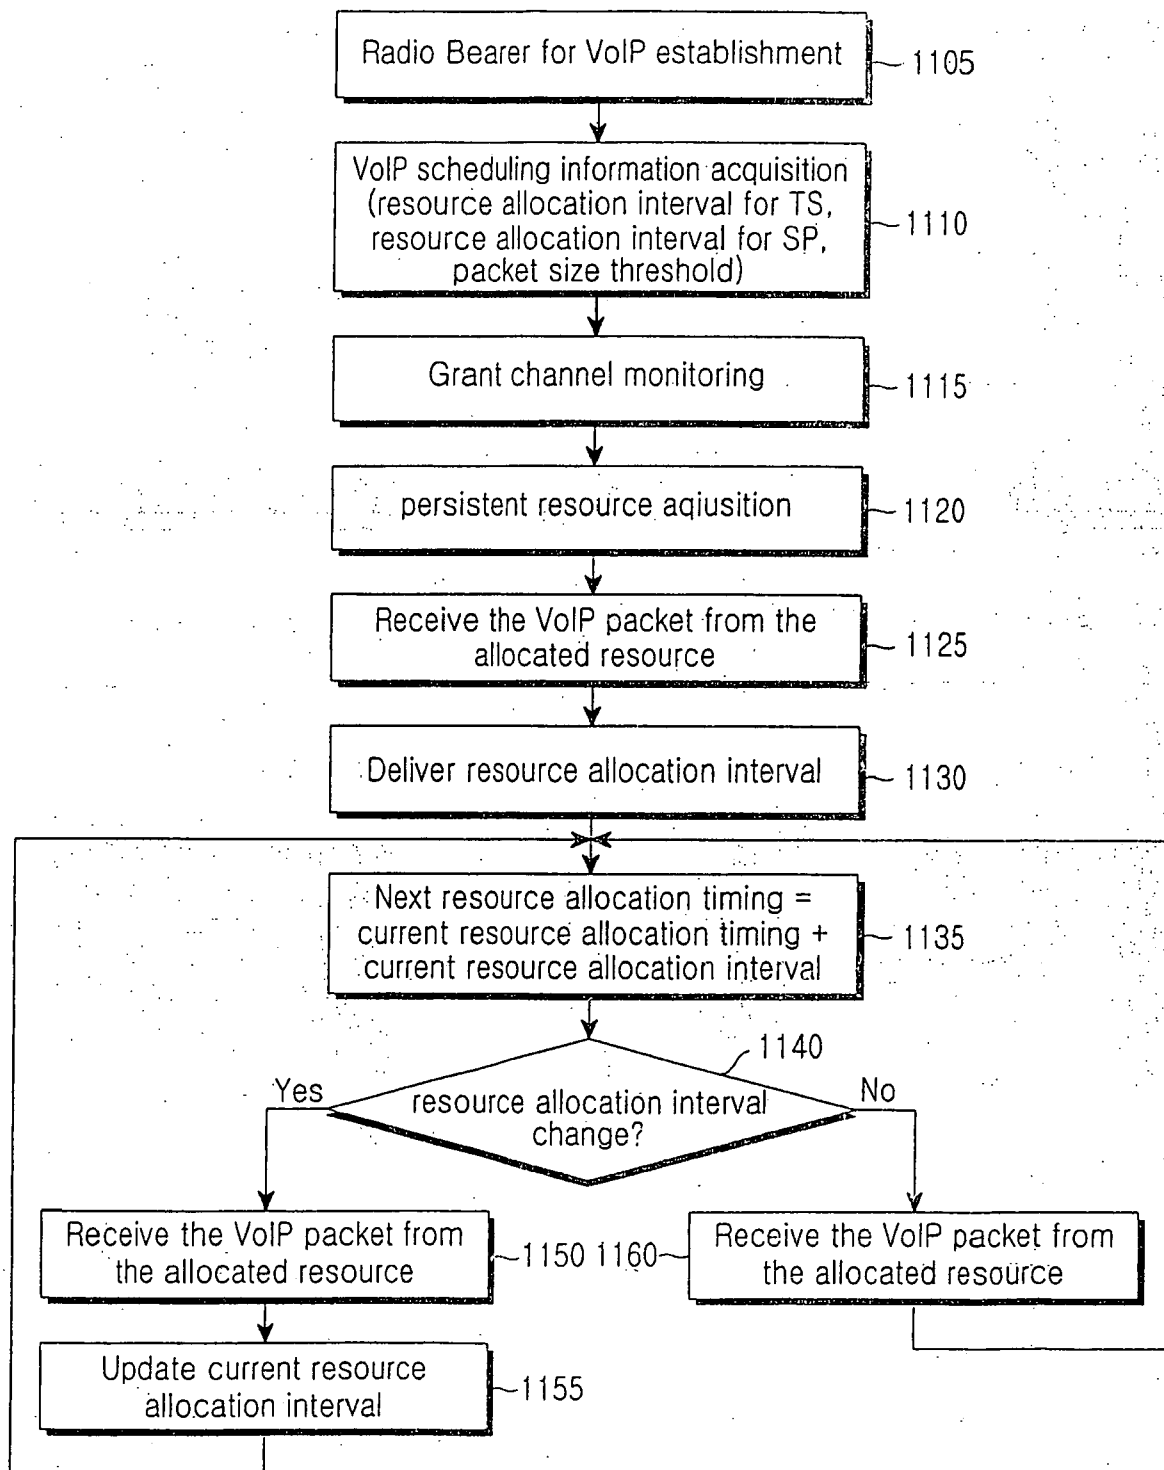 Radio Bearer for VoIP establishment
1105
VoIP scheduling information acquisition
(resource allocation interval for TS,
resource allocation interval for SP,
packet size threshold)
1110
Grant channel monitoring
1115
persistent resource aqiusition
1120
Receive the VoIP packet from the
allocated resource
1125
Deliver resource allocation interval
1130
Next resource allocation timing =
current resource allocation timing +
current resource allocation interval
1135
1140
Yes
No
resource allocation interval
change?
Receive the VoIP packet from
the allocated resource
1150
1160
Receive the VoIP packet from
the allocated resource
Update current resource
allocation interval
1155